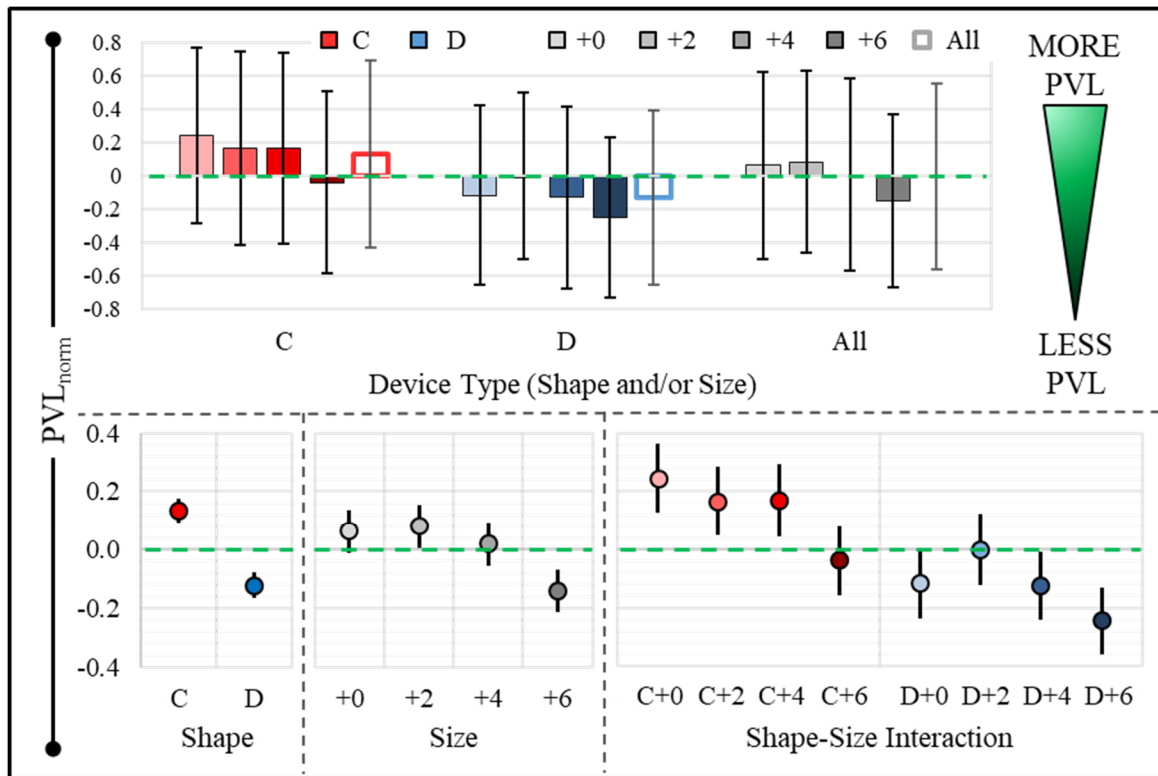 PVLnorm
0.8
0.6
0.4
0.2
0
-0.2
-0.4
-0.6
-0.8
C D +0 +2 +4 +6 All
C D All
Device Type (Shape and/or Size)
MORE
PVL
LESS
PVL
0.4
0.2
0.0
-0.2
-0.4
C D
Shape
+0 +2 +4 +6
Size
C+0 C+2 C+4 C+6 D+0 D+2 D+4 D+6
Shape-Size Interaction